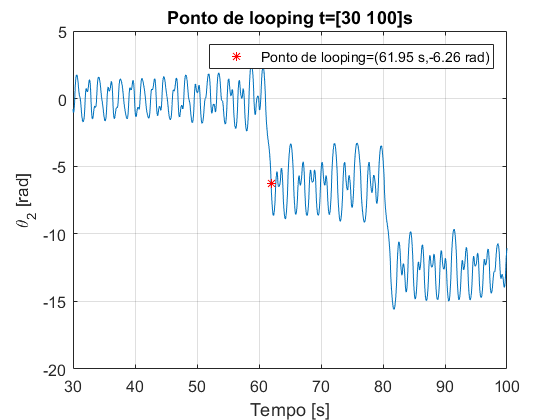 Ponto de looping t=[30 100]s
5
Ponto de looping=(61.95 s,-6.26 rad)
0
-5
θ2 [rad]
-10
-15
-20
30 40 50 60 70 80 90 100
Tempo [s]